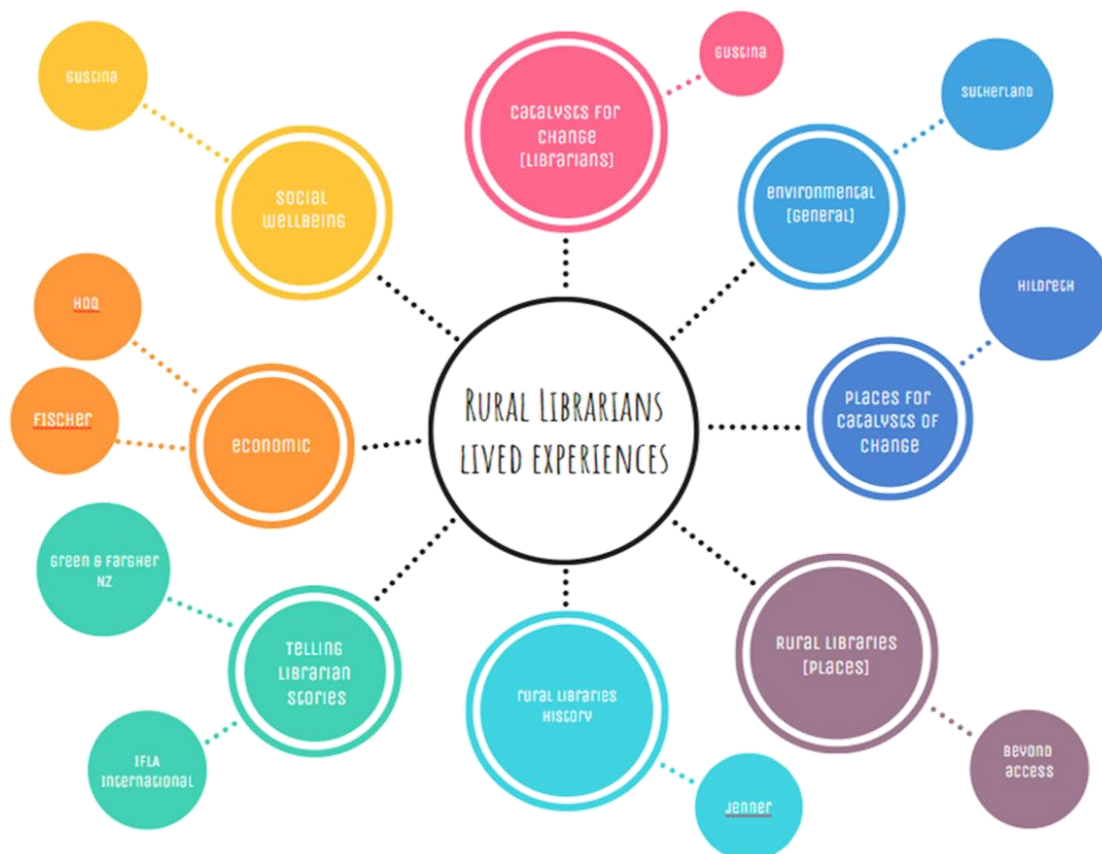 Gustina
Catalysts for
Change
[Librarians]
Gustina
Sutherland
Social
Wellbeing
Environmental
[General]
Hildreth
Hoq
Fischer
Economic
Rural Librarians
lived experiences
Places for
Catalysts of
Change
Green & Fargher
NZ
Telling
Librarian
Stories
Rural Libraries
History
Rural Libraries
[Places]
IFLA
International
Jenner
Beyond
Access